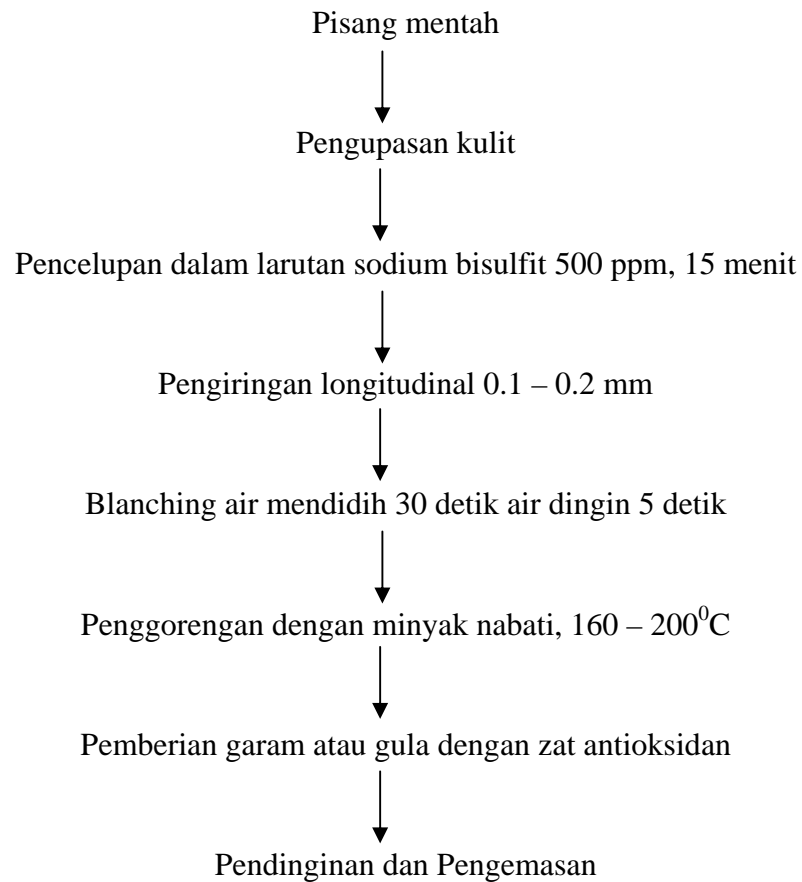 Pisang mentah
Pengupasan kulit
Pencelupan dalam larutan sodium bisulfit 500 ppm, 15 menit
Pengiringan longitudinal 0.1 – 0.2 mm
Blanching air mendidih 30 detik air dingin 5 detik
Penggorengan dengan minyak nabati, 160 – 200⁰C
Pemberian garam atau gula dengan zat antioksidan
Pendinginan dan Pengemasan